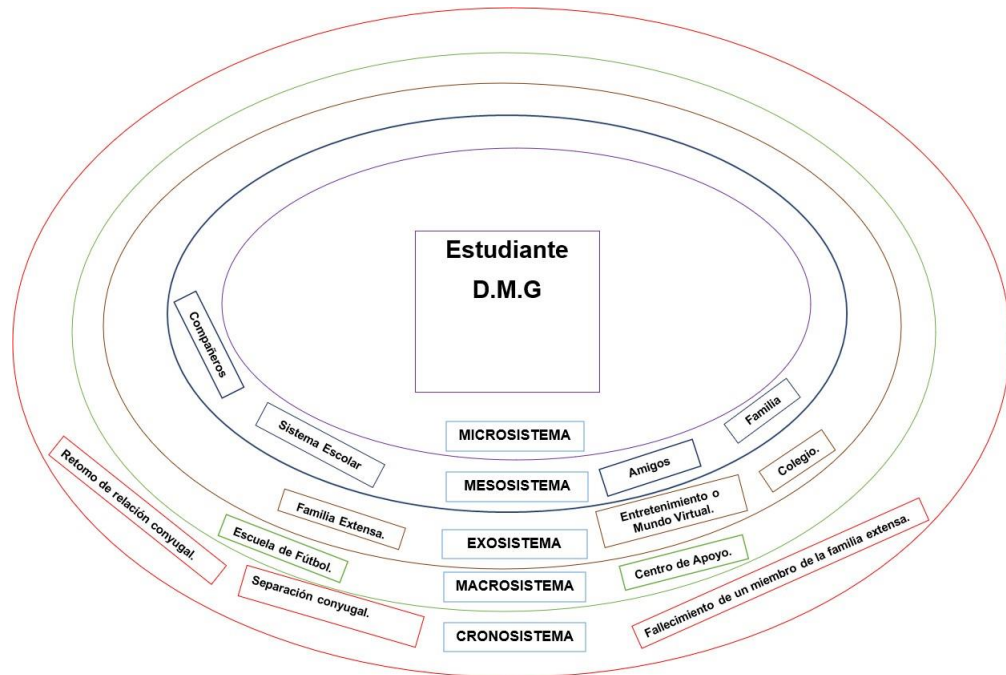 Estudiante
D.M.G
Compañeros
Sistema Escolar
MICROSISTEMA
Familia
MESOSISTEMA
Amigos
Colegio.
Retorno de relación conyugal.
Familia Extensa.
Entretenimiento o
Mundo Virtual.
EXOSISTEMA
Escuela de Fútbol.
Centro de Apoyo.
MACROSISTEMA
Separación conyugal.
Fallecimiento de un miembro de la familia extensa.
CRONOSISTEMA